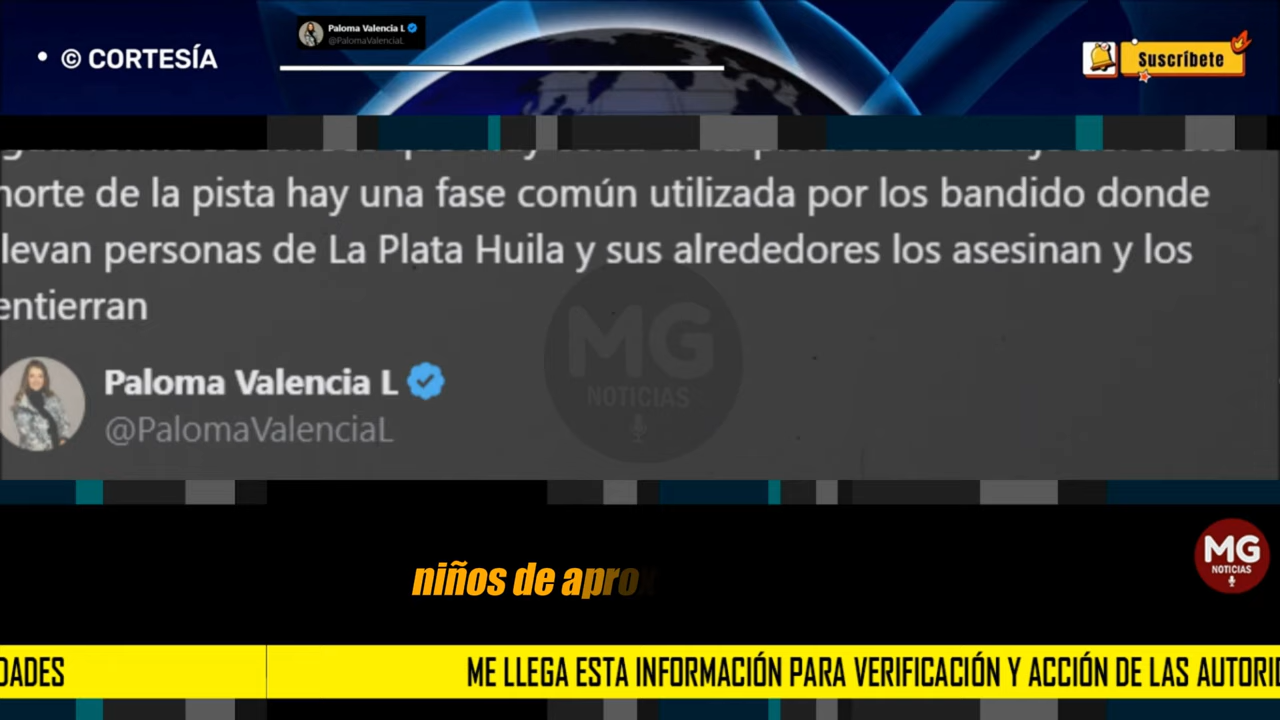 • © CORTESÍA
Paloma Valencia L
@PalomaValenciaL
Suscríbete
norte de la pista hay una fase común utilizada por los bandido donde
llevan personas de La Plata Huila y sus alrededores los asesinan y los
entierran
MG
NOTICIAS
Paloma Valencia L
@PalomaValenciaL
MG
NOTICIAS
niños de apro
DADES
ME LLEGA ESTA INFORMACIÓN PARA VERIFICACIÓN Y ACCIÓN DE LAS AUTORI